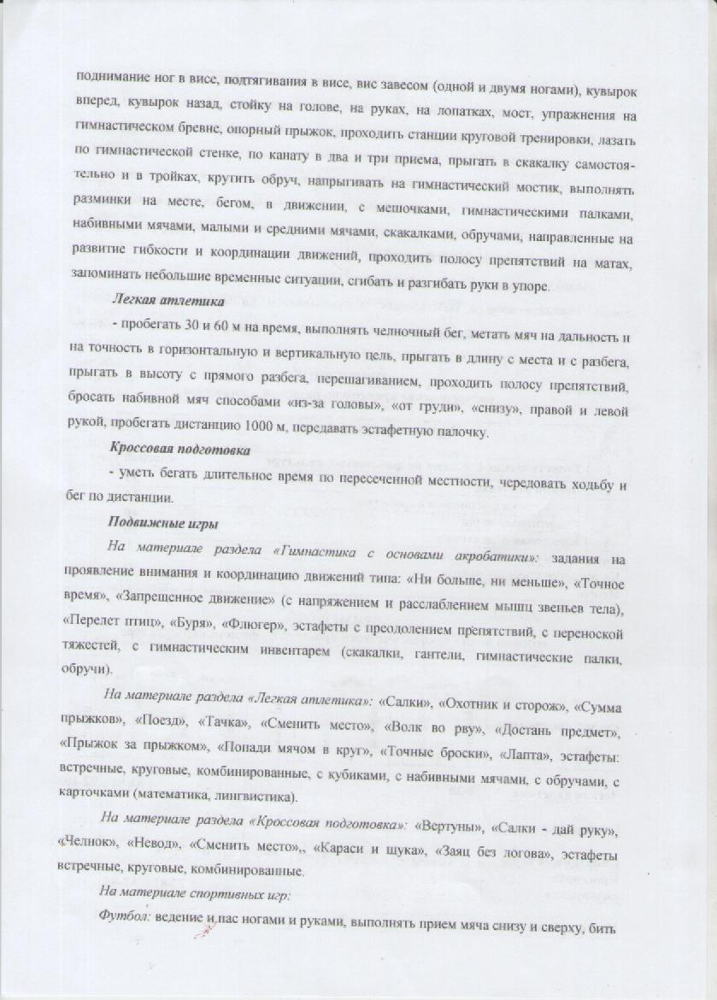 поднимание ног в висе, подтягивания в висе, вис завесом (одной и двумя ногами), кувырок
вперед, кувырок назад, стойку на голове, на руках, на лопатках, мост, упражнения на
гимнастическом бревне, опорный прыжок, проходить станции круговой тренировки, лазать
по гимнастической стенке, по канату в два и три приема, прыгать в скакалку самостоя-
тельно и в тройках, крутить обруч, напрыгивать на гимнастический мостик, выполнять
разминки на месте, бегом, в движении, с мешочками, гимнастическими палками,
набивными мячами, малыми и средними мячами, скакалками, обручами, направленные на
развитие гибкости и координации движений, проходить полосу препятствий на матах,
запоминать небольшие временные ситуации, сгибать и разгибать руки в упоре.
Легкая атлетика
- пробегать 30 и 60 м на время, выполнять челночный бег, метать мяч на дальность и
на точность в горизонтальную и вертикальную цель, прыгать в длину с места и с разбега,
прыгать в высоту с прямого разбега, перешагиванием, проходить полосу препятствий,
бросать набивной мяч способами «из-за головы», «от груди», «снизу», правой и левой
рукой, пробегать дистанцию 1000 м, передавать эстафетную палочку.
Кроссовая подготовка
- уметь бегать длительное время по пересеченной местности, чередовать ходьбу и
бег по дистанции.
Подвижные игры
На материале раздела «Гимнастика с основами акробатики»: задания на
проявление внимания и координацию движений типа: «Ни больше, ни меньше», «Точное
время», «Запрещенное движение» (с напряжением и расслаблением мышц звеньев тела),
«Перелет птиц», «Буря», «Флюгер», эстафеты с преодолением препятствий, с переноской
тяжестей, с гимнастическим инвентарем (скакалки, гантели, гимнастические палки,
обручи).
На материале раздела «Легкая атлетика»: «Салки», «Охотник и сторож», «Сумма
прыжков», «Поезд», «Тачка», «Сменить место», «Волк во рву», «Достань предмет»,
«Прыжок за прыжком», «Попади мячом в круг», «Точные броски», «Лапта», эстафеты:
встречные, круговые, комбинированные, с кубиками, с набивными мячами, с обручами, с
карточками (математика, лингвистика).
На материале раздела «Кроссовая подготовка»: «Вертуны», «Салки - дай руку»,
«Челнок», «Невод», «Сменить место»,, «Караси и щука», «Заяц без логова», эстафеты
встречные, круговые, комбинированные.
На материале спортивных игр:
Футбол: ведение и пас ногами и руками, выполнять прием мяча снизу и сверху, бить